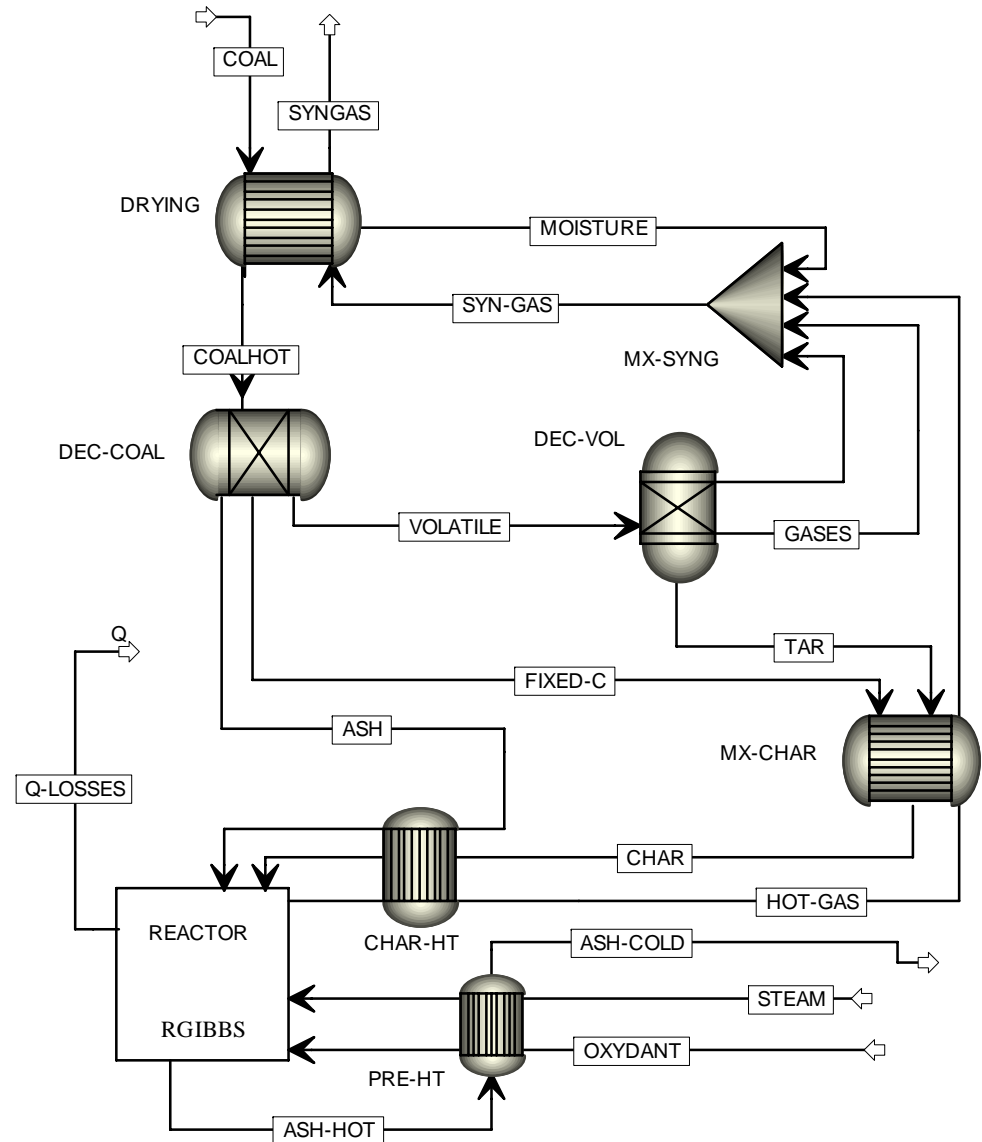 COAL
SYNGAS
DRYING
MOISTURE
SYN-GAS
COALHOT
MX-SYNG
DEC-VOL
DEC-COAL
VOLATILE
GASES
Q
TAR
FIXED-C
ASH
MX-CHAR
Q-LOSSES
CHAR
HOT-GAS
REACTOR
CHAR-HT
ASH-COLD
STEAM
RGIBBS
OXYDANT
PRE-HT
ASH-HOT